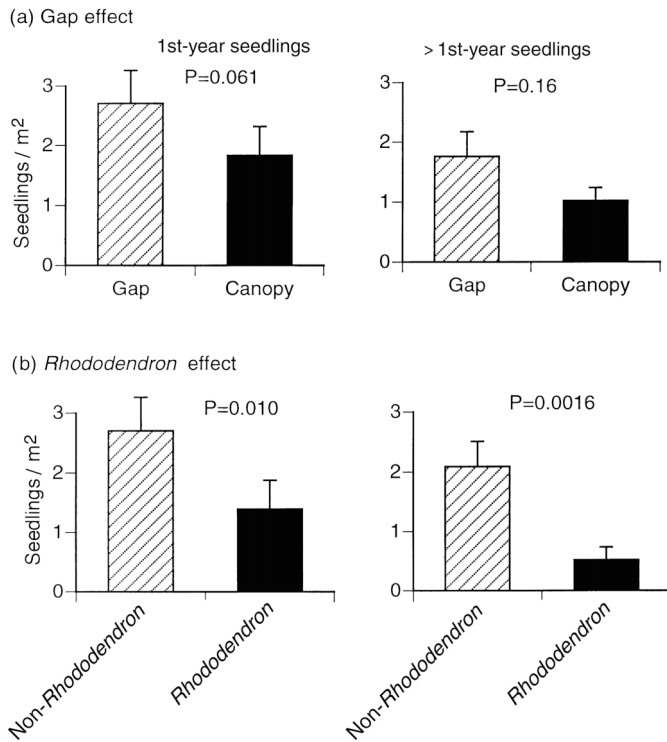 (a) Gap effect
1st-year seedlings
P=0.061
> 1st-year seedlings
P=0.16
Seedlings / m2
3
2
1
0
Gap
Canopy
3
2
1
0
Gap
Canopy
(b) Rhododendron effect
P=0.010
P=0.0016
Seedlings / m2
3
2
1
0
Non-Rhododendron
Rhododendron
3
2
1
0
Non-Rhododendron
Rhododendron